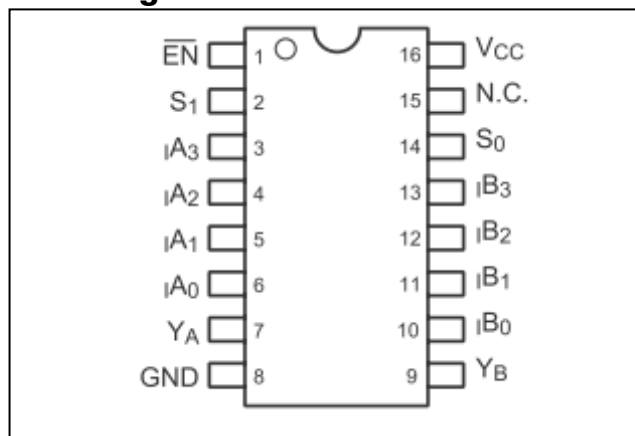 EN 1 16 VCC
S1 2 15 N.C.
IA3 3 14 S0
IA2 4 13 IB3
IA1 5 12 IB2
IA0 6 11 IB1
YA 7 10 IB0
GND 8 9 YB